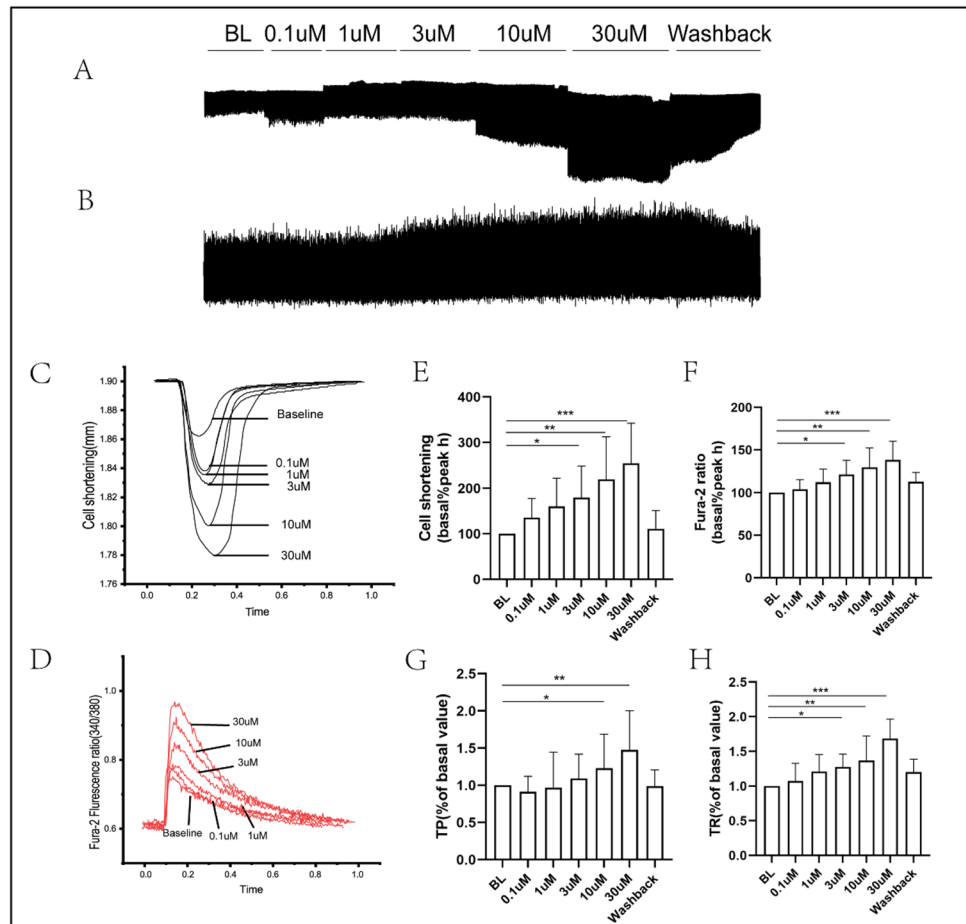 BL 0.1uM 1uM 3uM 10uM 30uM Washback
A
B
C
Cell shortening(mm)
1.90
1.88
1.86
1.84
1.82
1.80
1.78
1.76
0.0 0.2 0.4 0.6 0.8 1.0
Time
Baseline
0.1uM
1uM
3uM
10uM
30uM
E
Cell shortening
(basal%peak h)
400
300
200
100
0
***
**
*
BL 0.1uM 1uM 3uM 10uM 30uM Washback
F
Fura-2 ratio
(basal%peak h)
200
150
100
50
0
***
**
*
BL 0.1uM 1uM 3uM 10uM 30uM Washback
D
Fura-2 Flurescence ratio(340/380)
1.0
0.8
0.6
0.0 0.2 0.4 0.6 0.8 1.0
Time
30uM
10uM
3uM
Baseline
0.1uM
1uM
G
TP(%of basal value)
2.5
2.0
1.5
1.0
0.5
0.0
**
*
BL 0.1uM 1uM 3uM 10uM 30uM Washback
H
TR(%of basal value)
2.5
2.0
1.5
1.0
0.5
0.0
***
**
*
BL 0.1uM 1uM 3uM 10uM 30uM Washback